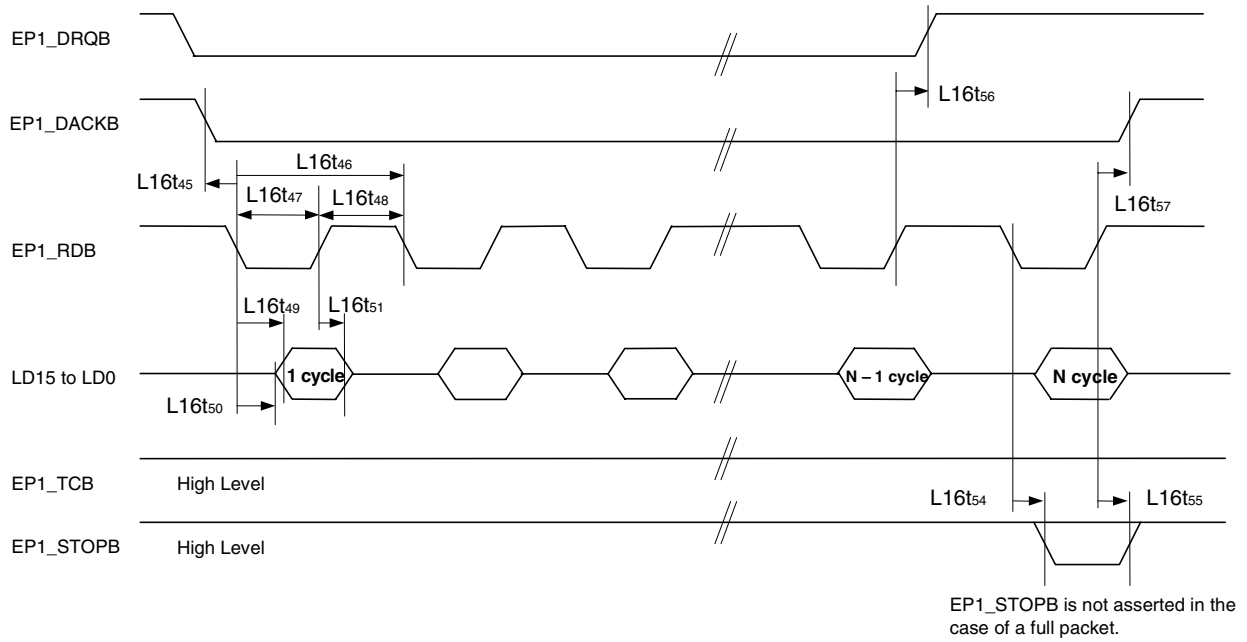 EP1_DRQB
L16t56
EP1_DACKB
L16t46
L16t45
L16t47
L16t48
L16t57
EP1_RDB
L16t49
L16t51
LD15 to LD0
1 cycle
N – 1 cycle
N cycle
L16t50
EP1_TCB
High Level
L16t54
L16t55
EP1_STOPB
High Level
EP1_STOPB is not asserted in the
case of a full packet.